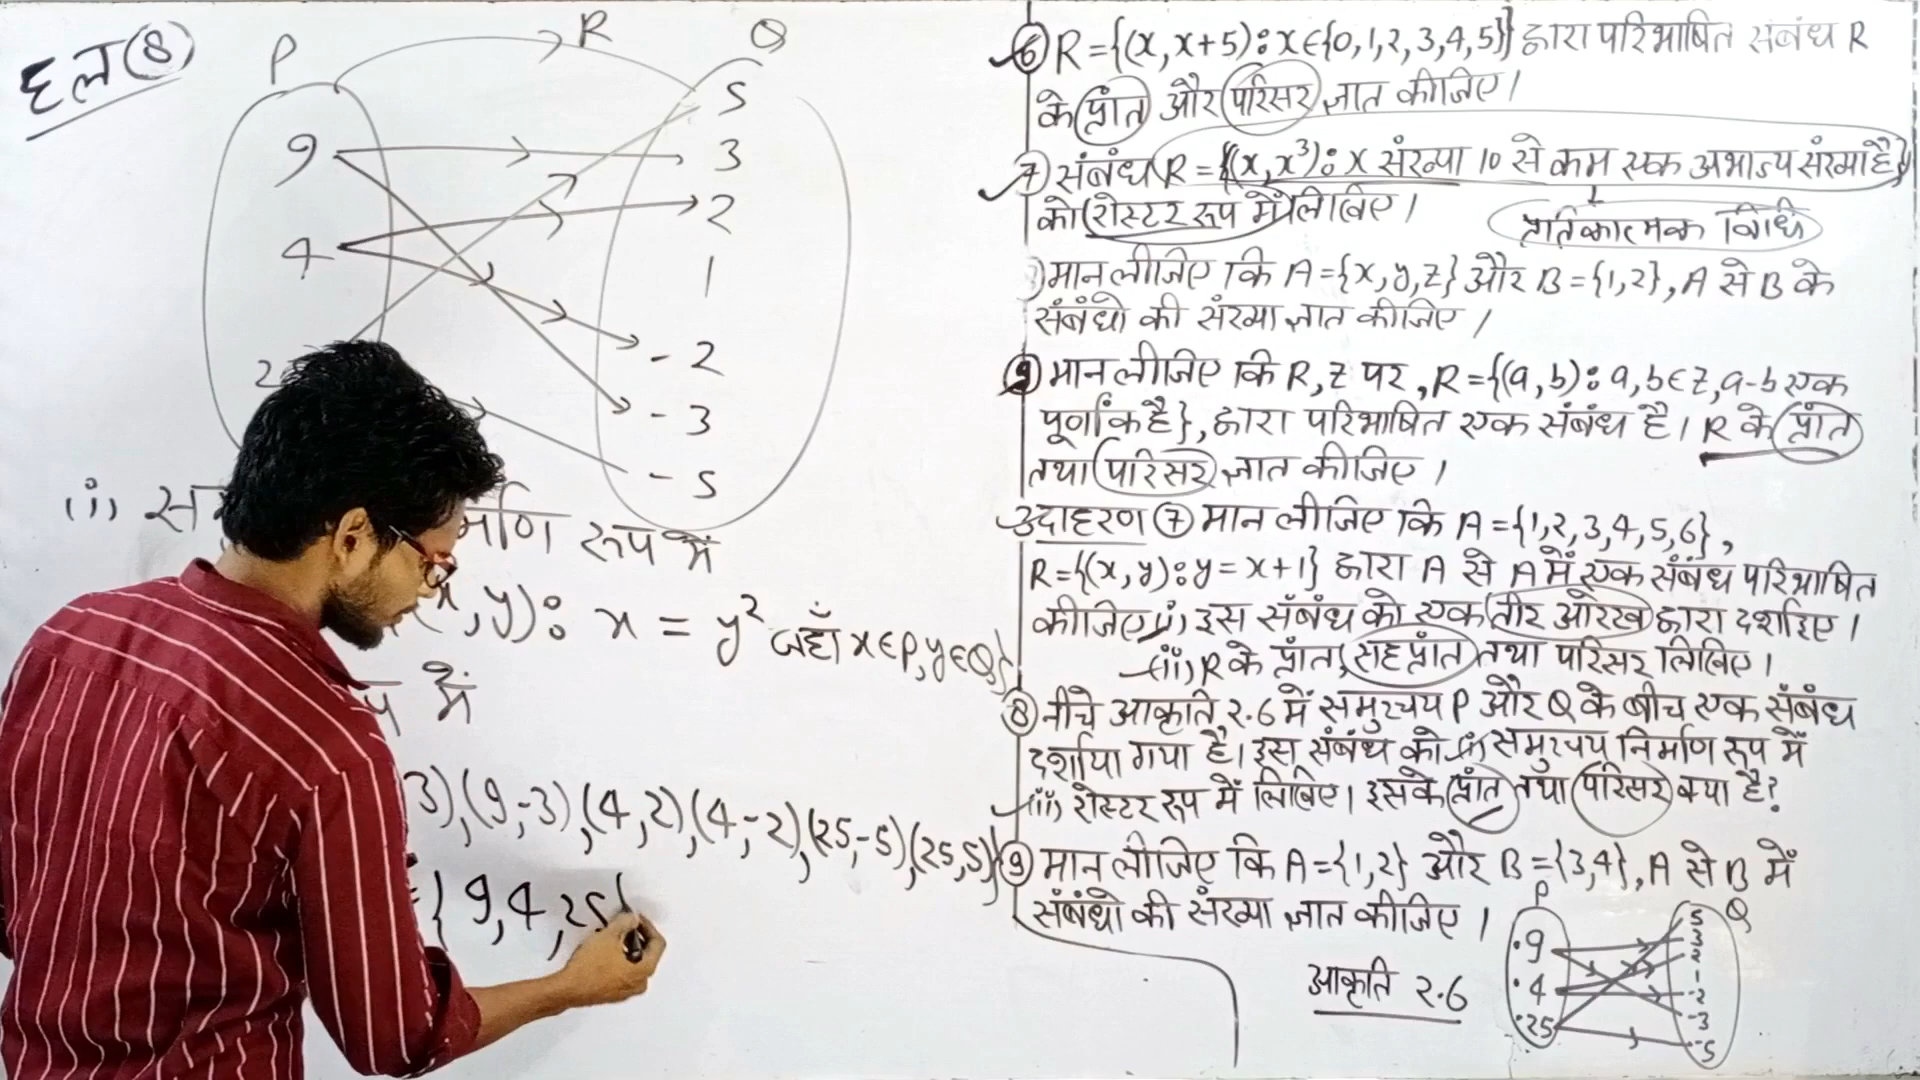 हल (8)
P R Q
9
4
2
5
3
2
1
-2
-3
-5
(i) रूप में
x, y): x = y² जहाँ x∈P, y∈Q}
में
3), (9,-3), (4,2), (4,-2), (25,-5), (25,5)}
{ 9, 4, 25}
6) R = {(x, x+5): x∈{0,1,2,3,4,5}} द्वारा परिभाषित संबंध R
के प्रांत और परिसर ज्ञात कीजिए।
7) संबंध R = {(x, x³): x संख्या 10 से कम एक अभाज्य संख्या है}
को रोस्टर रूप में लिखिए।
प्रतिकात्मक विधि
) मान लीजिए कि A = {x, y, z} और B = {1,2}, A से B के
संबंधो की संख्या ज्ञात कीजिए।
9) मान लीजिए कि R, Z पर, R = {(a, b): a, b∈Z, a-b एक
पूर्णांक है}, द्वारा परिभाषित एक संबंध है। R के प्रांत
तथा परिसर ज्ञात कीजिए।
उदाहरण (7) मान लीजिए कि A = {1,2,3,4,5,6},
R = {(x, y): y = x+1} द्वारा A से A में एक संबंध परिभाषित
कीजिए (i) इस संबंध को एक तीर आरेख द्वारा दर्शाइए।
(ii) R के प्रांत, सहप्रांत तथा परिसर लिखिए।
(8) नीचे आकृति 2.6 में समुच्चय P और Q के बीच एक संबंध
दर्शाया गया है। इस संबंध को (i) समुच्चय निर्माण रूप में
(ii) रोस्टर रूप में लिखिए। इसके प्रांत तथा परिसर क्या है?
(9) मान लीजिए कि A = {1,2} और B = {3,4}, A से B में
संबंधो की संख्या ज्ञात कीजिए।
आकृति 2.6
P Q
.9
.4
.25
5
3
2
1
-2
-3
-5